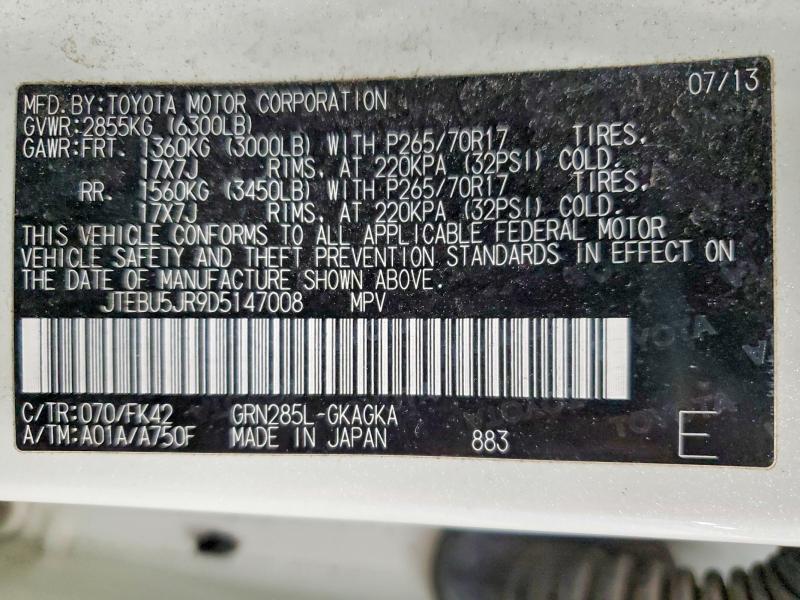 07/13
MFD.BY:TOYOTA MOTOR CORPORATION
GVWR:2855KG (6300LB)
GAWR:FRT. 1360KG (3000LB) WITH P265/70R17 TIRES.
17X7J RIMS. AT 220KPA (32PSI) COLD.
RR. 1560KG (3450LB) WITH P265/70R17 TIRES.
17X7J RIMS. AT 220KPA (32PSI) COLD.
THIS VEHICLE CONFORMS TO ALL APPLICABLE FEDERAL MOTOR
VEHICLE SAFETY AND THEFT PREVENTION STANDARDS IN EFFECT ON
THE DATE OF MANUFACTURE SHOWN ABOVE.
JTEBU5JR9D5147008 MPV
TOYOTA
C/TR:070/FK42 GRN285L-GKAGKA
TOYOTA
A/TM:A01A/A750F MADE IN JAPAN 883 E